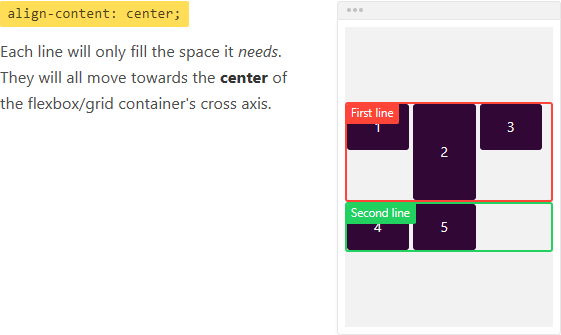 align-content: center;
Each line will only fill the space it needs.
They will all move towards the center of
the flexbox/grid container's cross axis.
First line
1
2
3
Second line
4
5